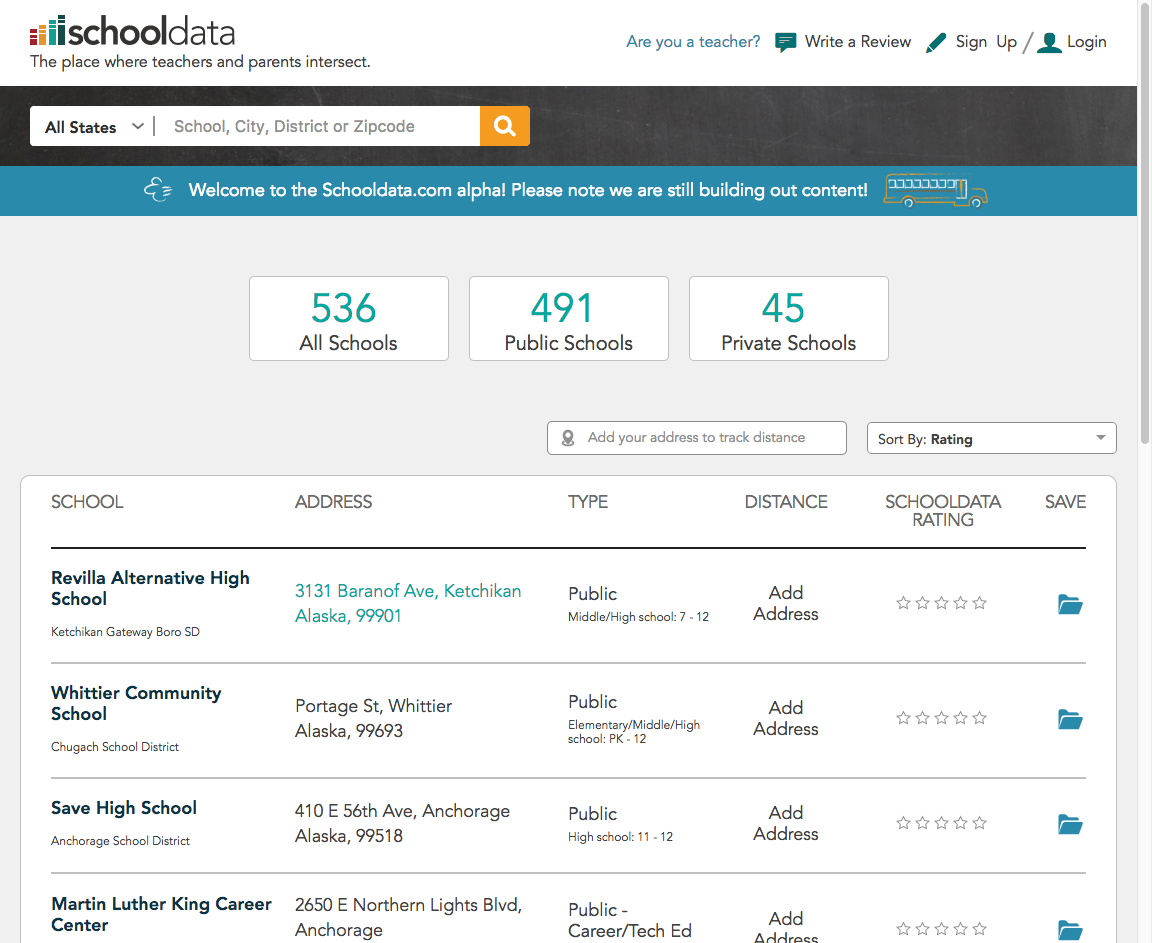 schooldata
The place where teachers and parents intersect.
Are you a teacher? Write a Review Sign Up / Login
All States School, City, District or Zipcode
Welcome to the Schooldata.com alpha! Please note we are still building out content!
536
All Schools
491
Public Schools
45
Private Schools
Add your address to track distance
Sort By: Rating
SCHOOL ADDRESS TYPE DISTANCE SCHOOLDATA RATING SAVE
Revilla Alternative High
School
Ketchikan Gateway Boro SD
3131 Baranof Ave, Ketchikan
Alaska, 99901
Public
Middle/High school: 7 - 12
Add
Address
Whittier Community
School
Chugach School District
Portage St, Whittier
Alaska, 99693
Public
Elementary/Middle/High
school: PK - 12
Add
Address
Save High School
Anchorage School District
410 E 56th Ave, Anchorage
Alaska, 99518
Public
High school: 11 - 12
Add
Address
Martin Luther King Career
Center
2650 E Northern Lights Blvd,
Anchorage
Public -
Career/Tech Ed
Add
Address